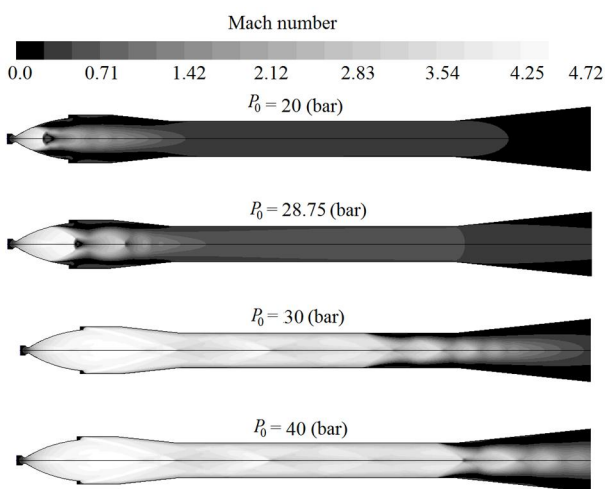 Mach number
0.0 0.71 1.42 2.12 2.83 3.54 4.25 4.72
P₀ = 20 (bar)
P₀ = 28.75 (bar)
P₀ = 30 (bar)
P₀ = 40 (bar)